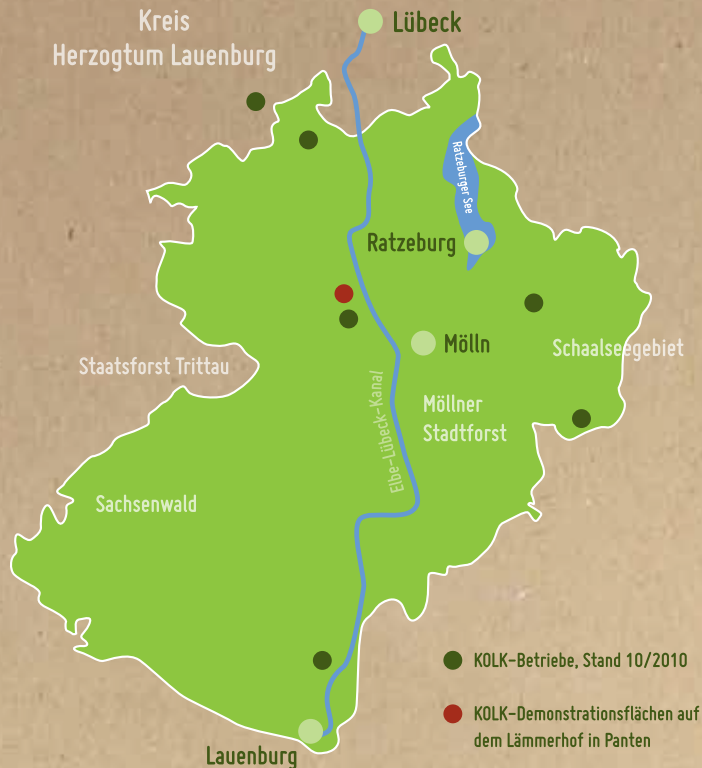 Kreis
Herzogtum Lauenburg
Lübeck
Ratzeburger See
Ratzeburg
Mölln
Schaalseegebiet
Staatsforst Trittau
Elbe-Lübeck-Kanal
Möllner
Stadtforst
Sachsenwald
KOLK-Betriebe, Stand 10/2010
KOLK-Demonstrationsflächen auf
dem Lämmerhof in Panten
Lauenburg